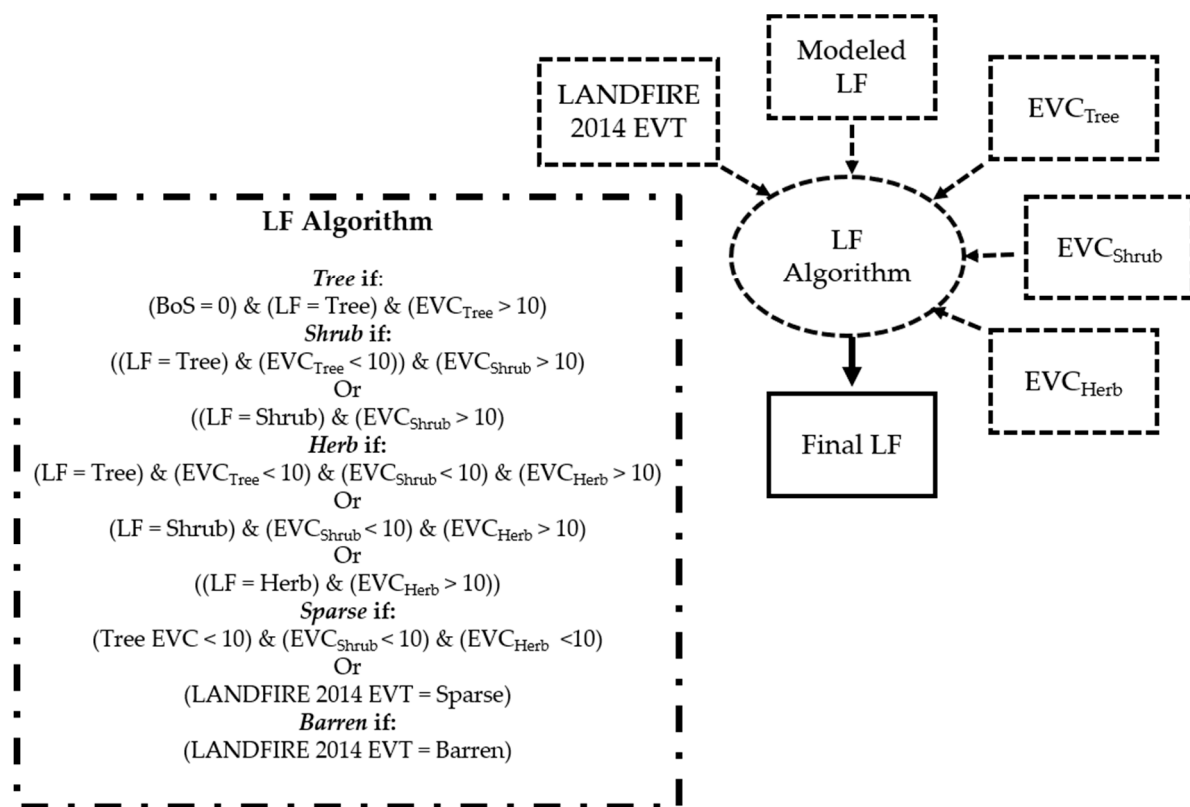 Modeled
LF
LANDFIRE
2014 EVT
EVCTree
LF
Algorithm
EVCShrub
EVCHerb
Final LF
LF Algorithm
Tree if:
(BoS = 0) & (LF = Tree) & (EVCTree > 10)
Shrub if:
((LF = Tree) & (EVCTree < 10)) & (EVCShrub > 10)
Or
((LF = Shrub) & (EVCShrub > 10)
Herb if:
(LF = Tree) & (EVCTree < 10) & (EVCShrub < 10) & (EVCHerb > 10)
Or
(LF = Shrub) & (EVCShrub < 10) & (EVCHerb > 10)
Or
((LF = Herb) & (EVCHerb > 10))
Sparse if:
(Tree EVC < 10) & (EVCShrub < 10) & (EVCHerb <10)
Or
(LANDFIRE 2014 EVT = Sparse)
Barren if:
(LANDFIRE 2014 EVT = Barren)